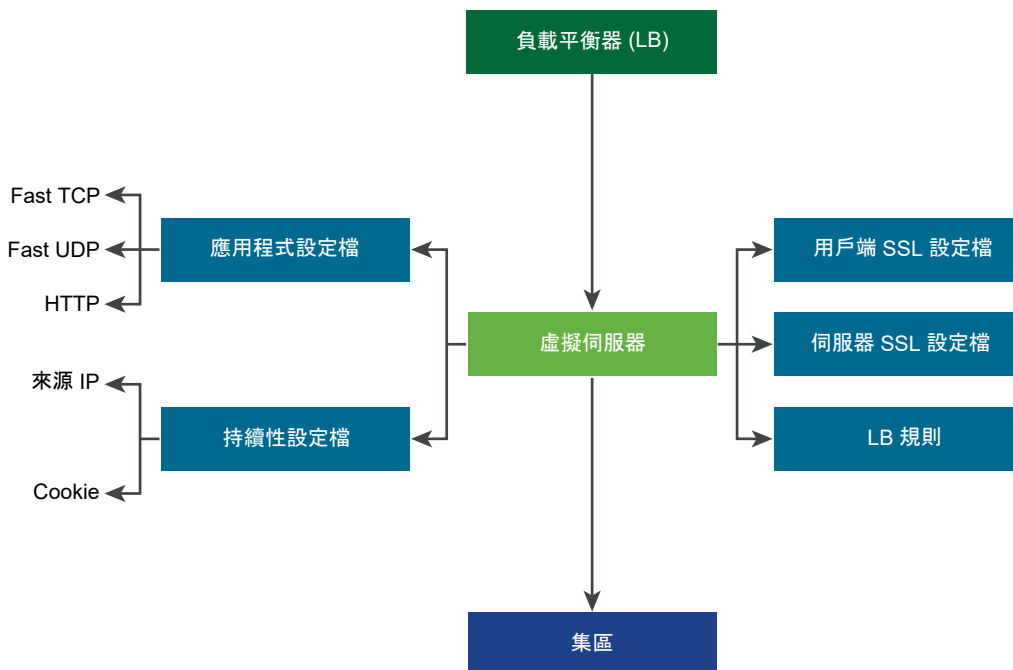 負載平衡器 (LB)
Fast TCP
Fast UDP
HTTP
應用程式設定檔
用戶端 SSL 設定檔
虛擬伺服器
伺服器 SSL 設定檔
來源 IP
Cookie
持續性設定檔
LB 規則
集區